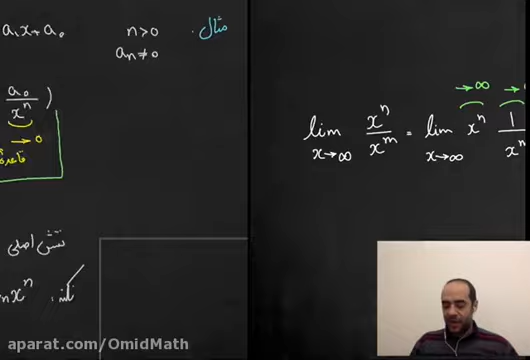 a₁x + a₀ n>0 مثال.
aₙ≠0
a₀/xⁿ )
→ 0
قاعده
→∞ →
lim x→∞ xⁿ/xᵐ = lim x→∞ xⁿ 1/xᵐ
نقش اصلی
xⁿ
aparat.com/OmidMath